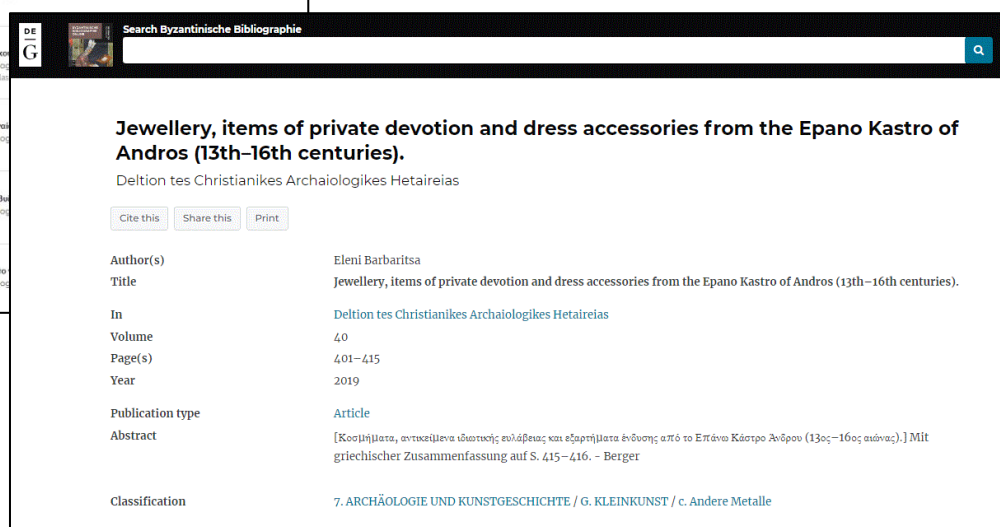 DE
G
Search Byzantinische Bibliographie
Jewellery, items of private devotion and dress accessories from the Epano Kastro of
Andros (13th–16th centuries).
Deltion tes Christianikes Archaiologikes Hetaireias
Cite this Share this Print
Author(s) Eleni Barbaritsa
Title Jewellery, items of private devotion and dress accessories from the Epano Kastro of Andros (13th–16th centuries).
In Deltion tes Christianikes Archaiologikes Hetaireias
Volume 40
Page(s) 401–415
Year 2019
Publication type Article
Abstract [Κοσμήματα, αντικείμενα ιδιωτικής ευλάβειας και εξαρτήματα ένδυσης από το Επάνω Κάστρο Άνδρου (13ος–16ος αιώνας).] Mit
griechischer Zusammenfassung auf S. 415–416. - Berger
Classification 7. ARCHÄOLOGIE UND KUNSTGESCHICHTE / G. KLEINKUNST / c. Andere Metalle